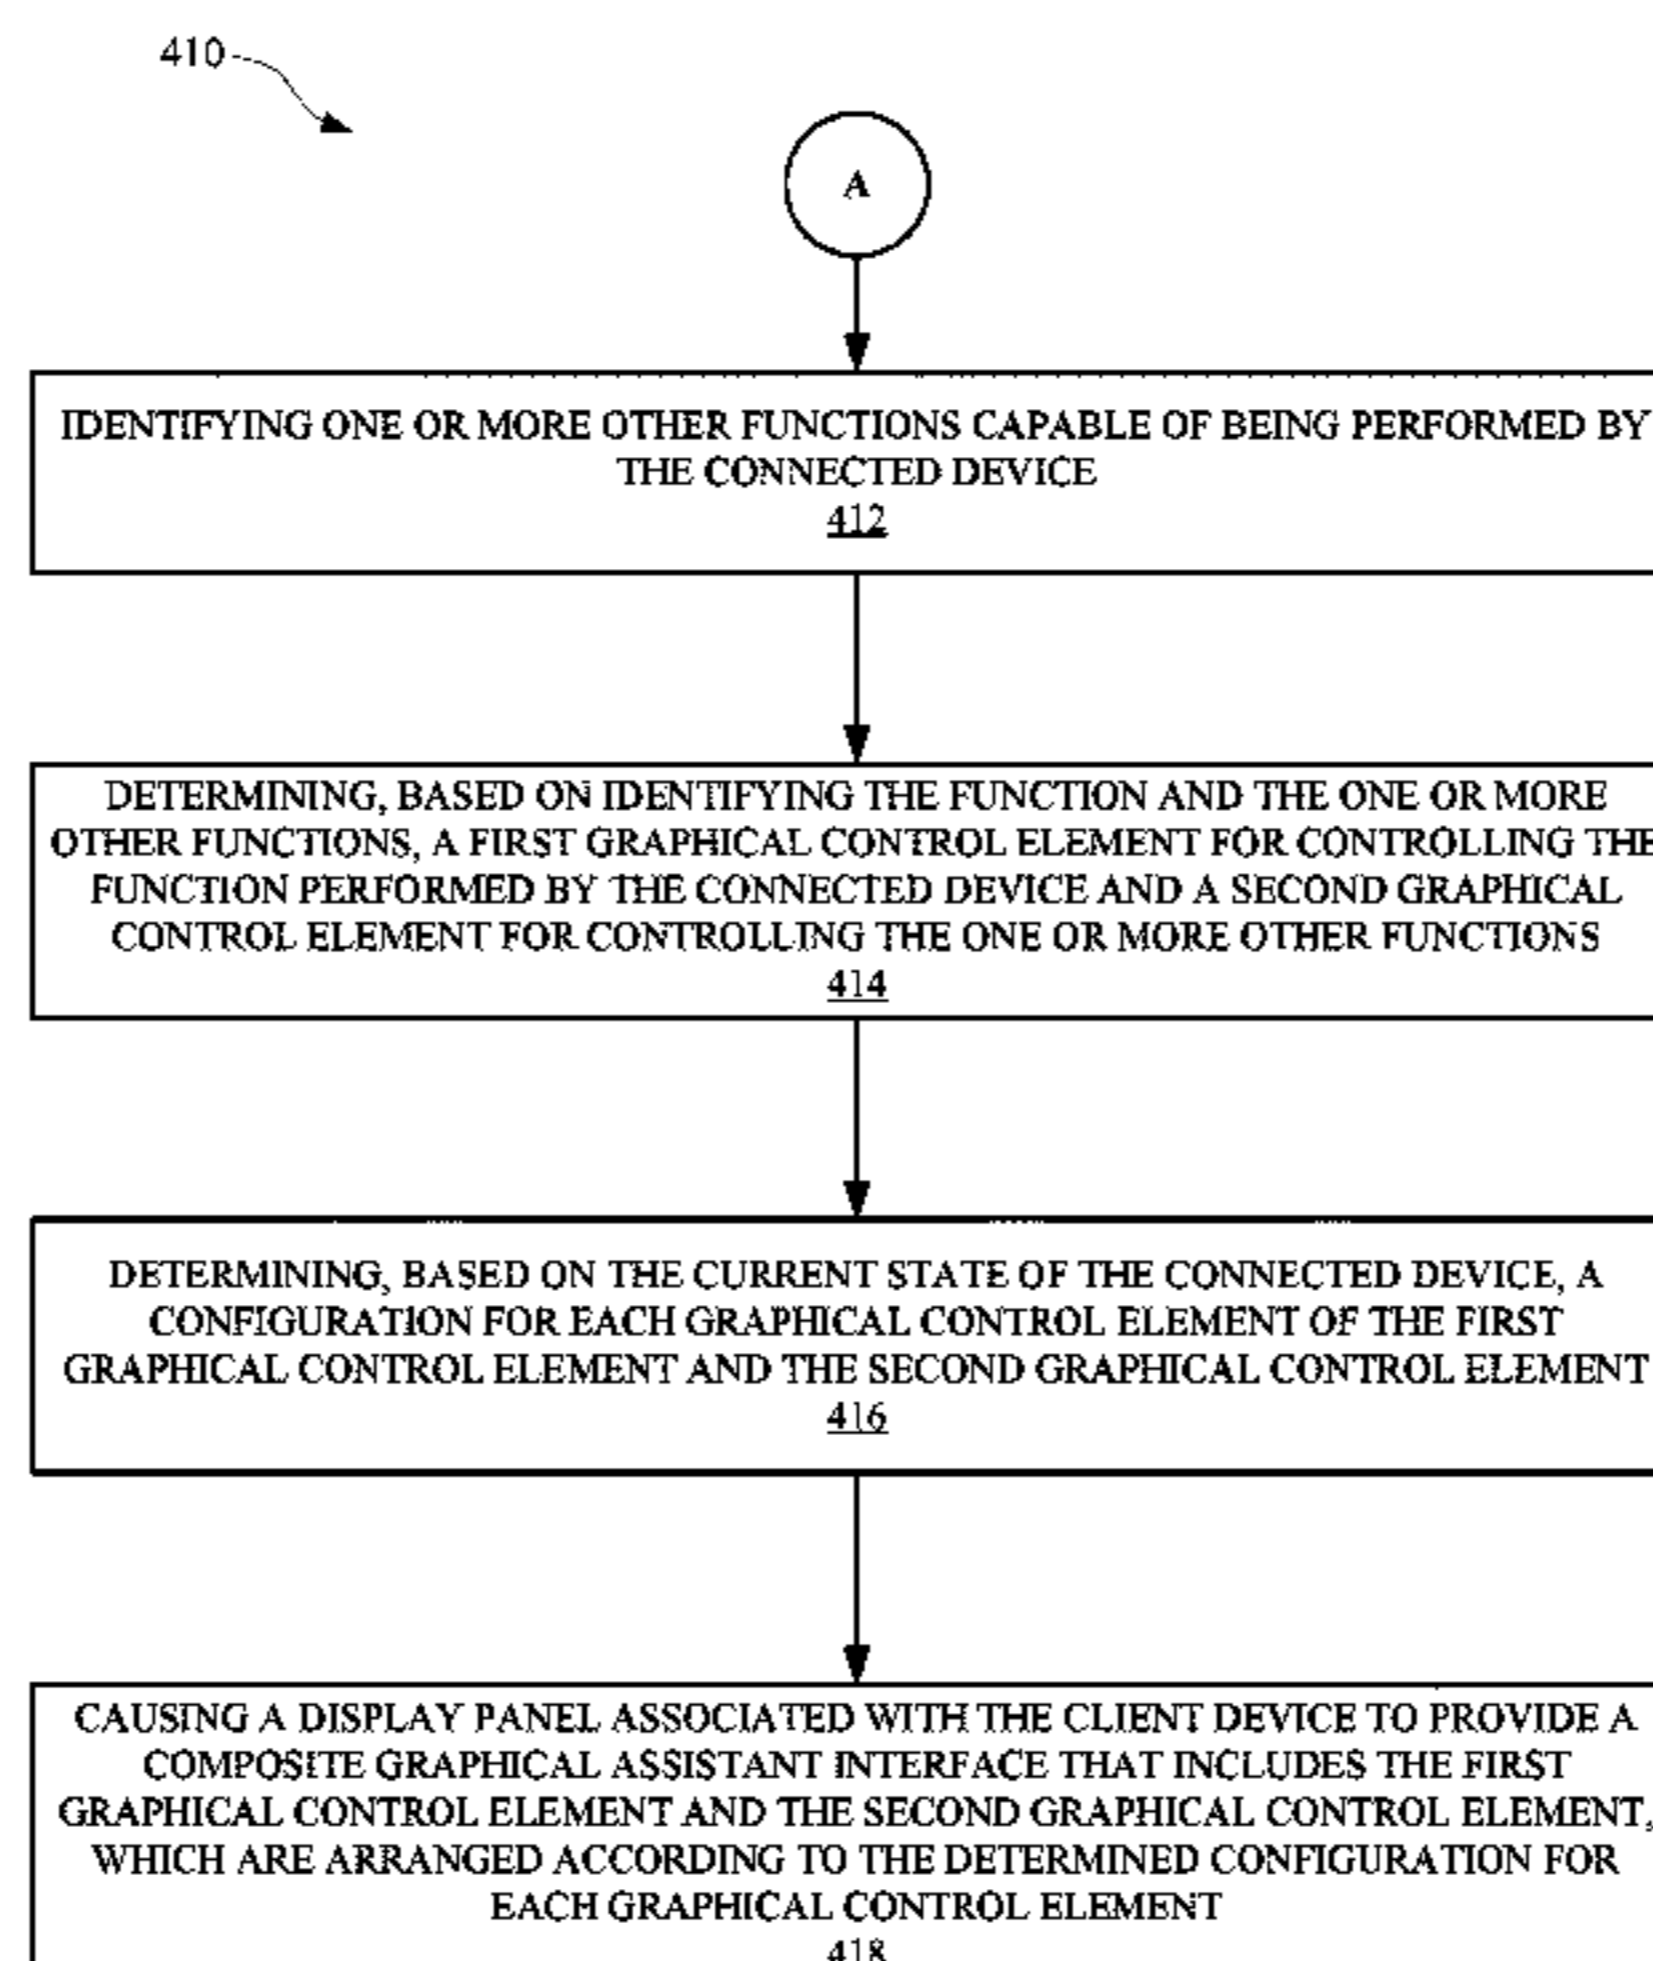 410
A
IDENTIFYING ONE OR MORE OTHER FUNCTIONS CAPABLE OF BEING PERFORMED BY
THE CONNECTED DEVICE
412
DETERMINING, BASED ON IDENTIFYING THE FUNCTION AND THE ONE OR MORE
OTHER FUNCTIONS, A FIRST GRAPHICAL CONTROL ELEMENT FOR CONTROLLING THE
FUNCTION PERFORMED BY THE CONNECTED DEVICE AND A SECOND GRAPHICAL
CONTROL ELEMENT FOR CONTROLLING THE ONE OR MORE OTHER FUNCTIONS
414
DETERMINING, BASED ON THE CURRENT STATE OF THE CONNECTED DEVICE, A
CONFIGURATION FOR EACH GRAPHICAL CONTROL ELEMENT OF THE FIRST
GRAPHICAL CONTROL ELEMENT AND THE SECOND GRAPHICAL CONTROL ELEMENT
416
CAUSING A DISPLAY PANEL ASSOCIATED WITH THE CLIENT DEVICE TO PROVIDE A
COMPOSITE GRAPHICAL ASSISTANT INTERFACE THAT INCLUDES THE FIRST
GRAPHICAL CONTROL ELEMENT AND THE SECOND GRAPHICAL CONTROL ELEMENT,
WHICH ARE ARRANGED ACCORDING TO THE DETERMINED CONFIGURATION FOR
EACH GRAPHICAL CONTROL ELEMENT
418